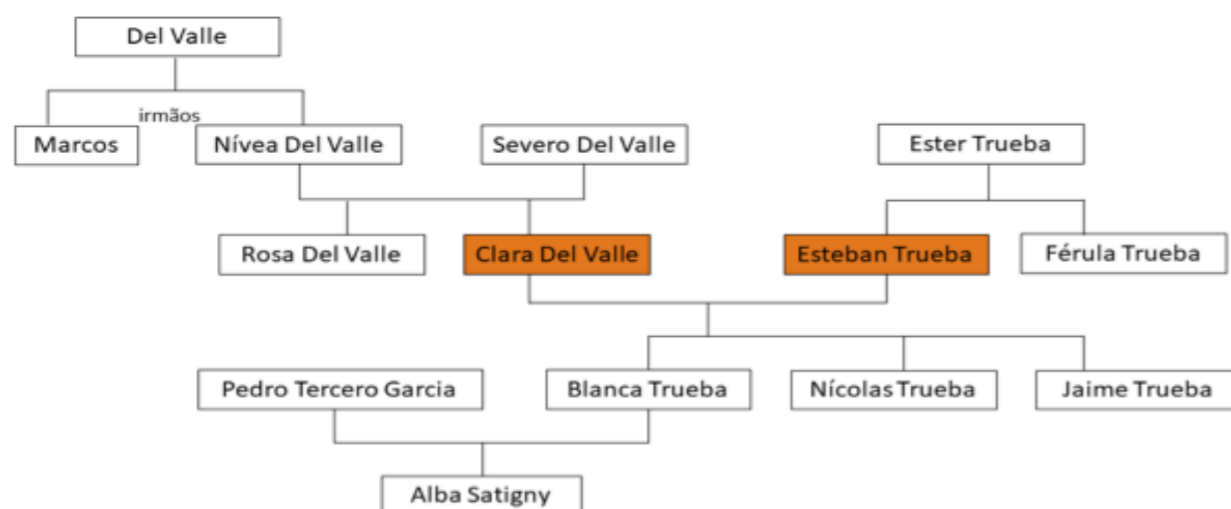 Del Valle
irmãos
Marcos
Nívea Del Valle
Severo Del Valle
Ester Trueba
Rosa Del Valle
Clara Del Valle
Esteban Trueba
Férula Trueba
Pedro Tercero Garcia
Blanca Trueba
Nícolas Trueba
Jaime Trueba
Alba Satigny